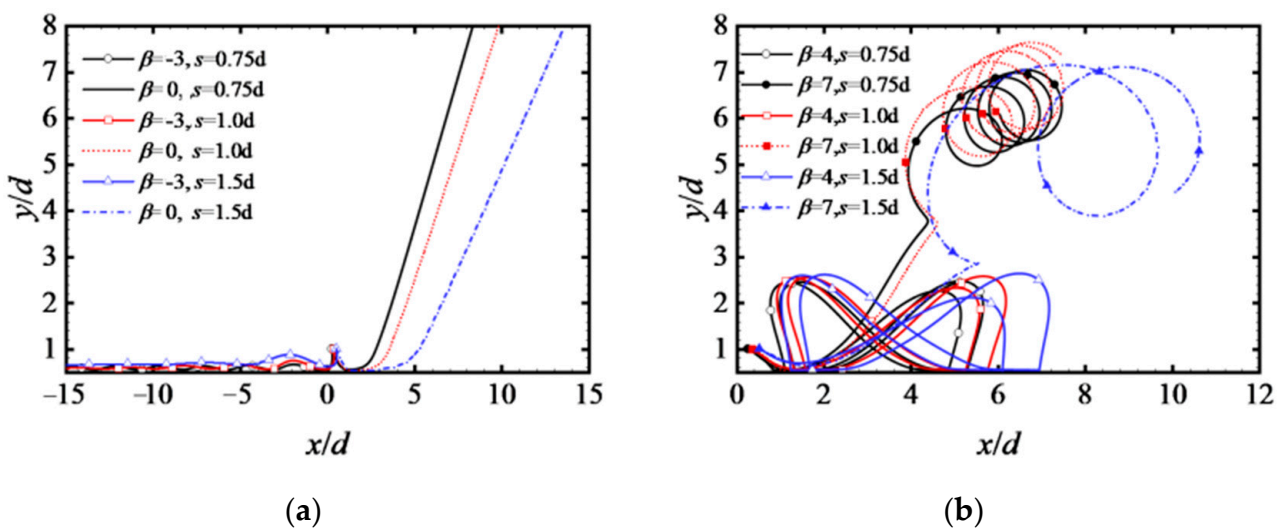 β=-3, s=0.75d
β=0, ,s=0.75d
β=-3, s=1.0d
β=0, s=1.0d
β=-3, s=1.5d
β=0, s=1.5d
8
7
6
5
4
3
2
1
y/d
−15
−10
−5
0
5
10
15
x/d
(a)
β=4,s=0.75d
β=7,s=0.75d
β=4,s=1.0d
β=7,s=1.0d
β=4,s=1.5d
β=7,s=1.5d
8
7
6
5
4
3
2
1
y/d
0
2
4
6
8
10
12
x/d
(b)